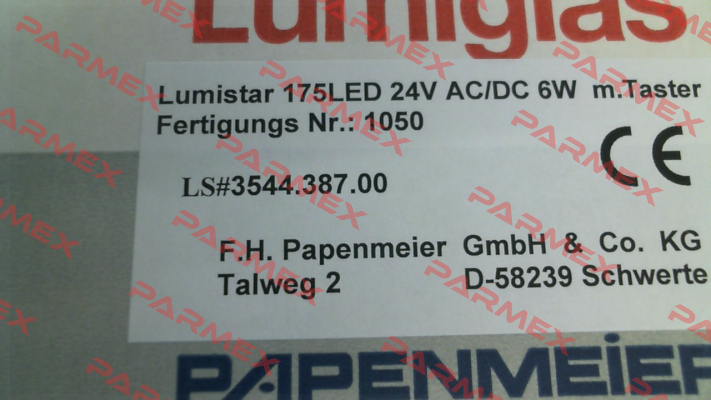 Lumiglas
Lumistar 175LED 24V AC/DC 6W m.Taster
Fertigungs Nr.: 1050
CE
LS#3544.387.00
F.H. Papenmeier GmbH & Co. KG
Talweg 2 D-58239 Schwerte
PAPENMEIER
PARMEX